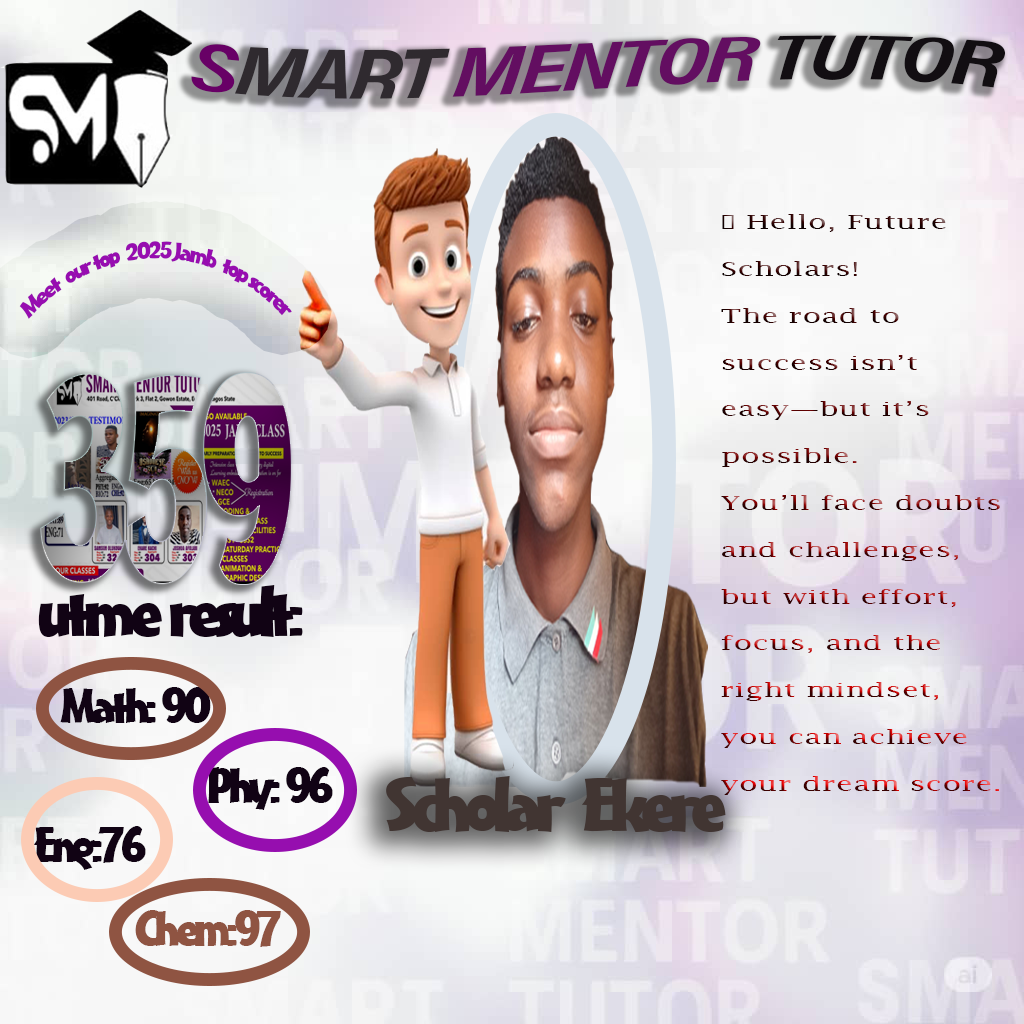 SM
SMART MENTOR TUTOR
Meet our top 2025 Jamb top scorer
359
utme result:
Math: 90
Phy: 96
Eng:76
Chem:97
Scholar Ekere
Hello, Future
Scholars!
The road to
success isn’t
easy—but it’s
possible.
You’ll face doubts
and challenges,
but with effort,
focus, and the
right mindset,
you can achieve
your dream score.
ai